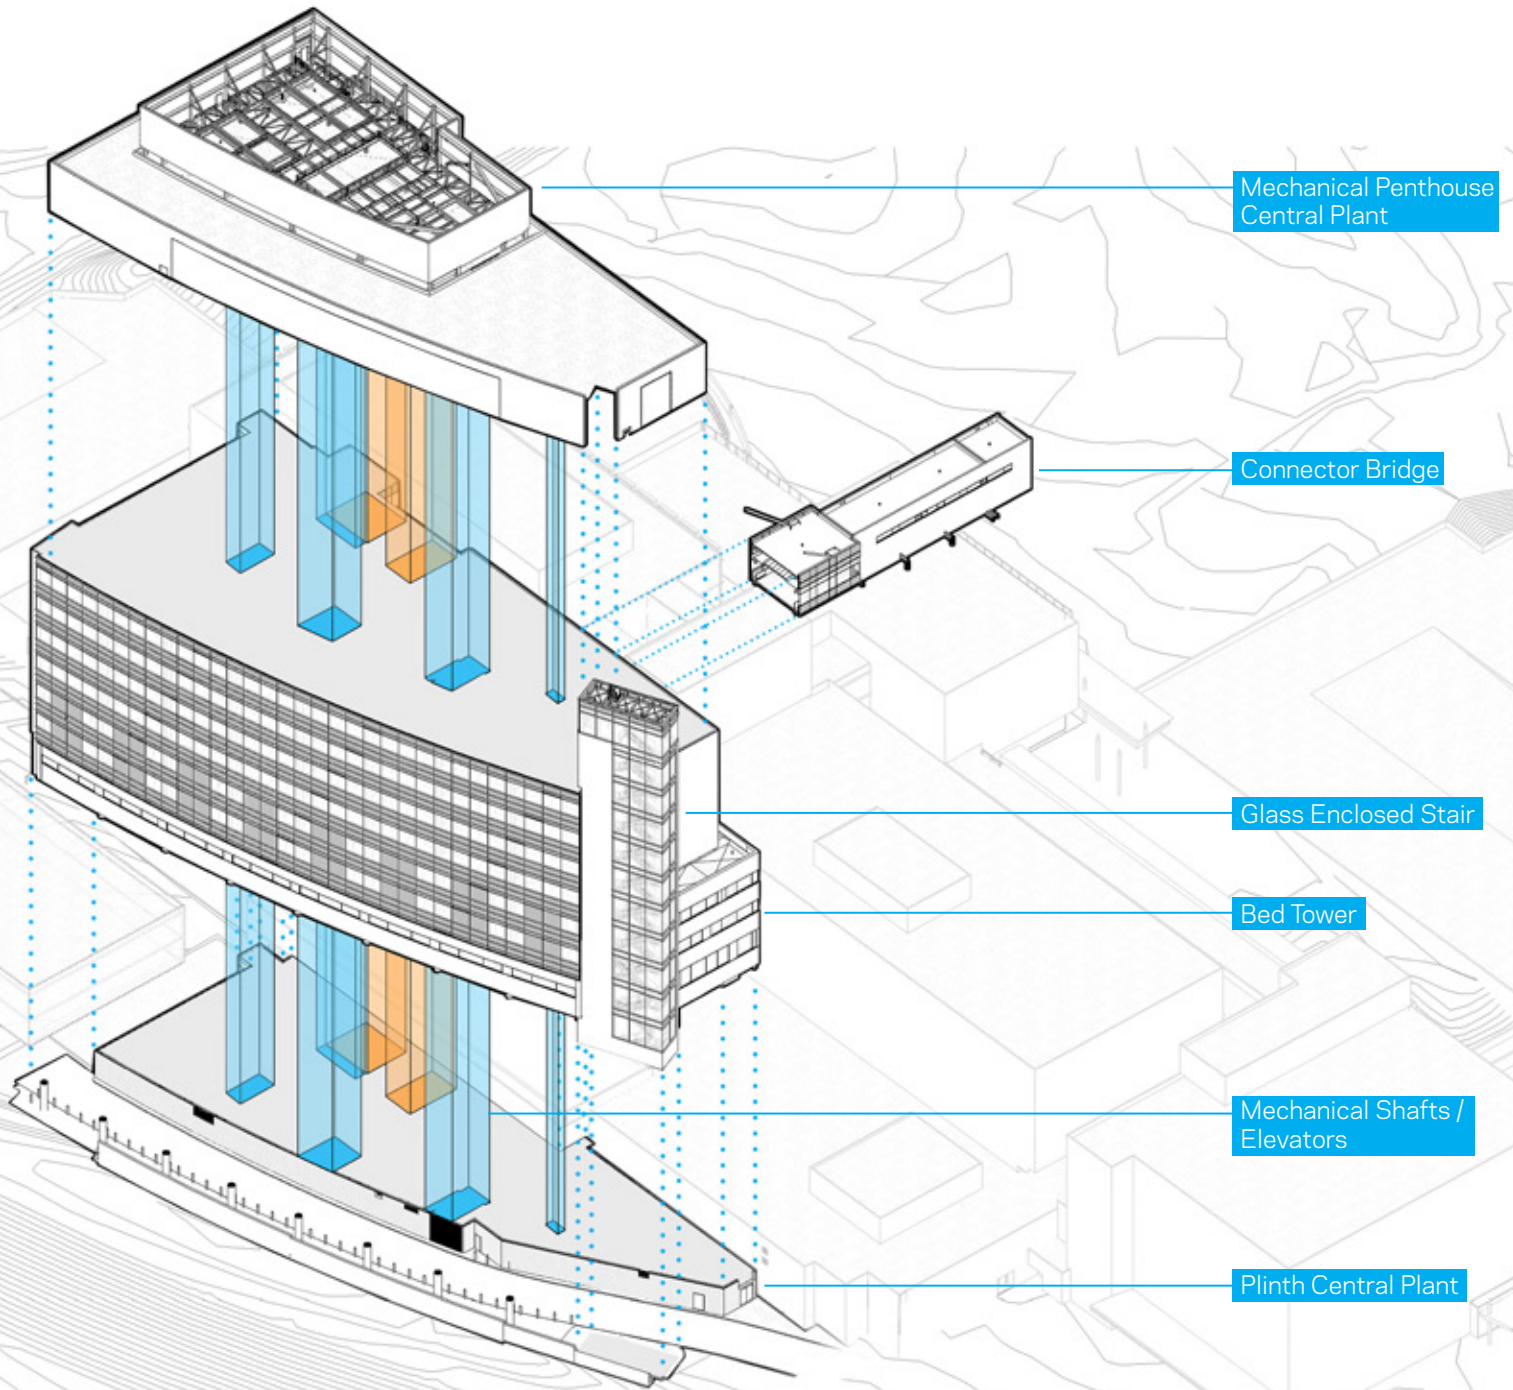 Mechanical Penthouse
Central Plant
Connector Bridge
Glass Enclosed Stair
Bed Tower
Mechanical Shafts /
Elevators
Plinth Central Plant